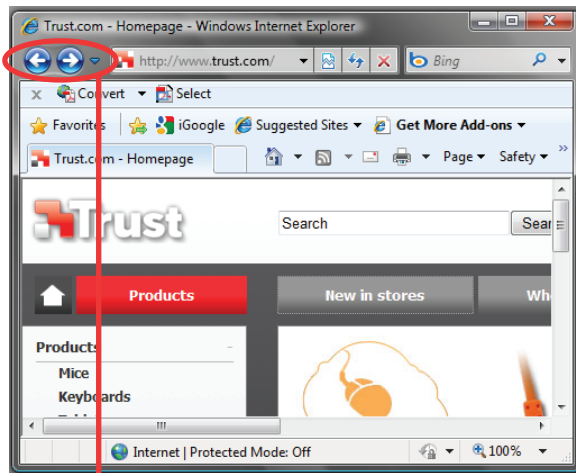 Trust.com - Homepage - Windows Internet Explorer
http://www.trust.com/ Bing
x Convert Select
Favorites iGoogle Suggested Sites Get More Add-ons
Trust.com - Homepage Page Safety »
Trust
Search Sear
Products New in stores Wh
Products -
Mice
Keyboards
Internet | Protected Mode: Off 100%